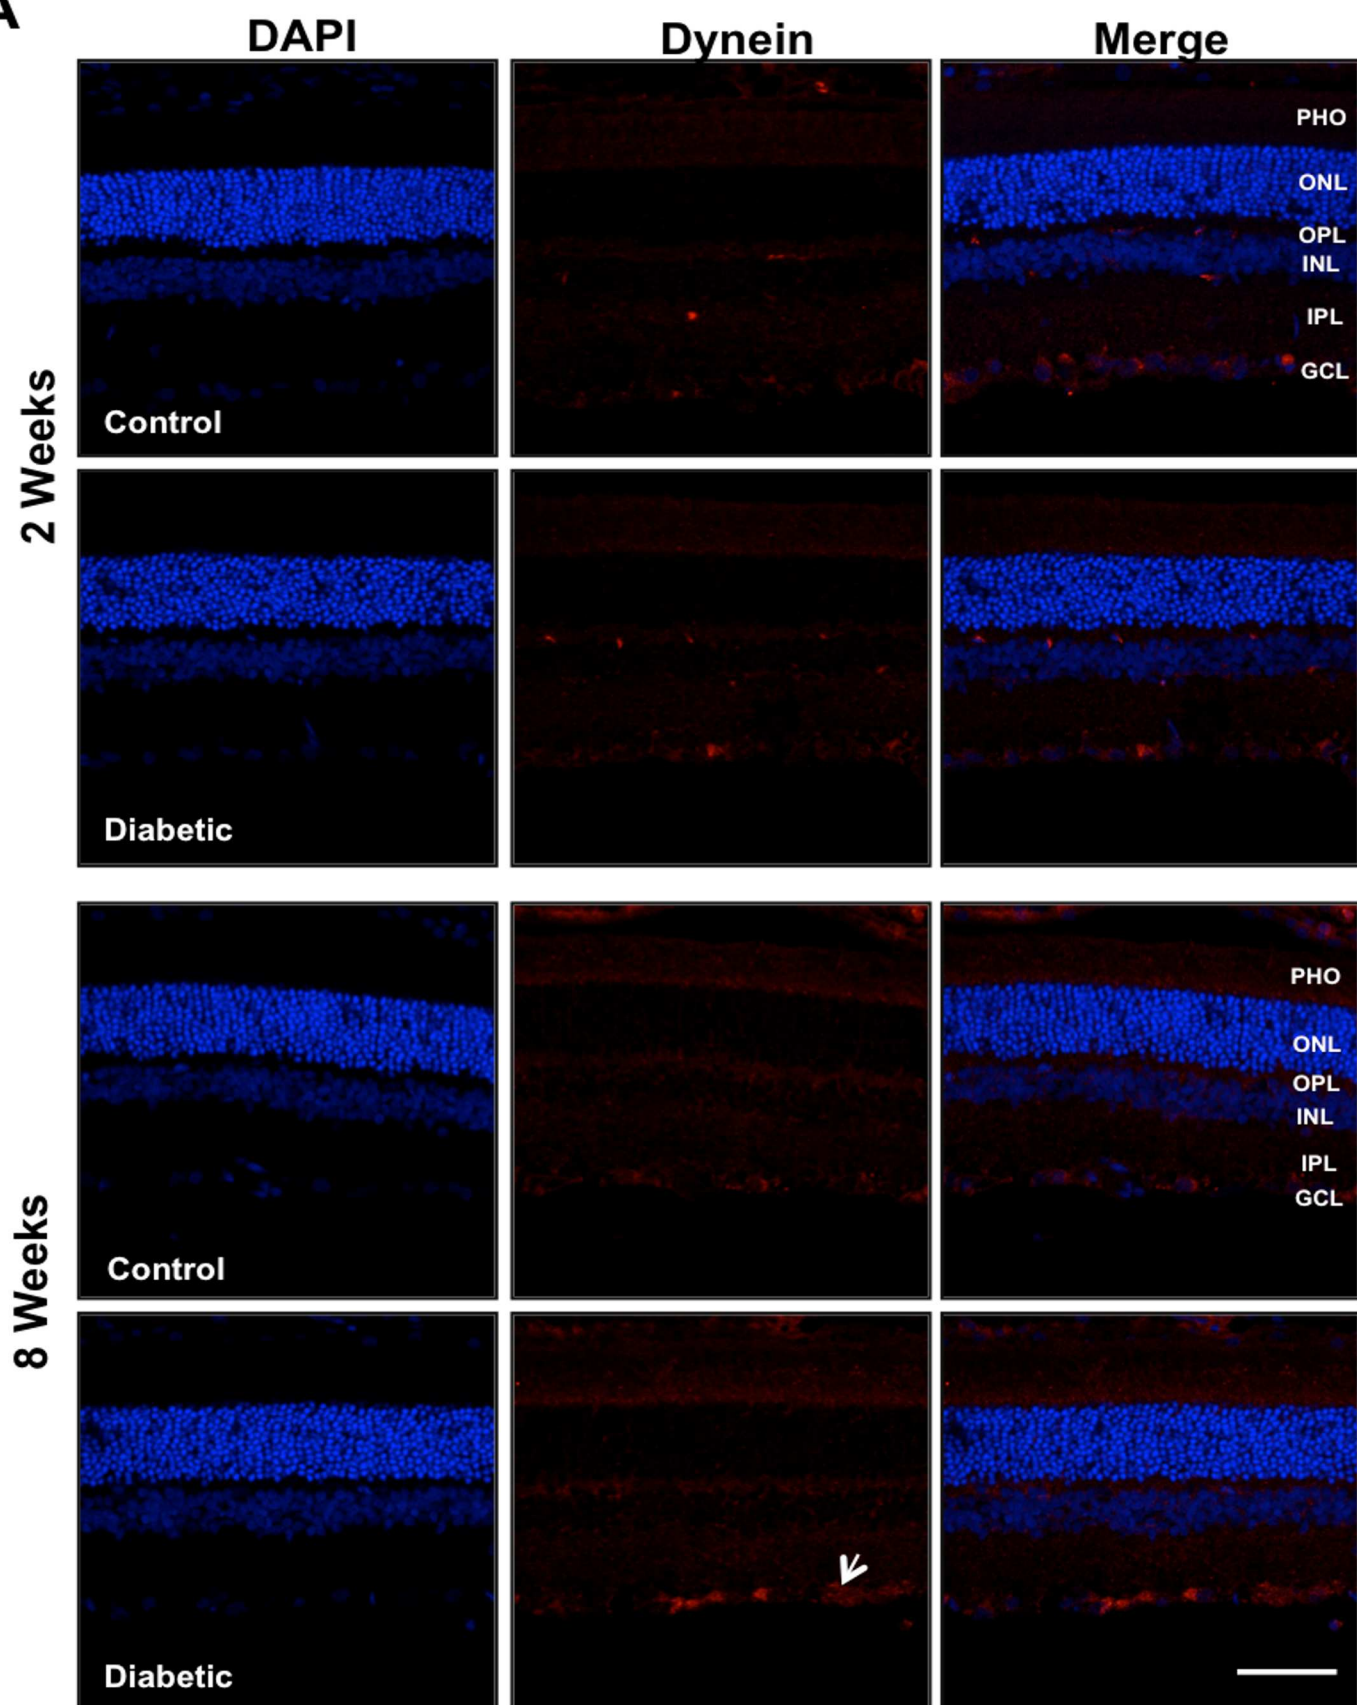 A
DAPI Dynein Merge
2 Weeks
PHO
ONL
OPL
INL
IPL
GCL
Control
Diabetic
8 Weeks
PHO
ONL
OPL
INL
IPL
GCL
Control
Diabetic